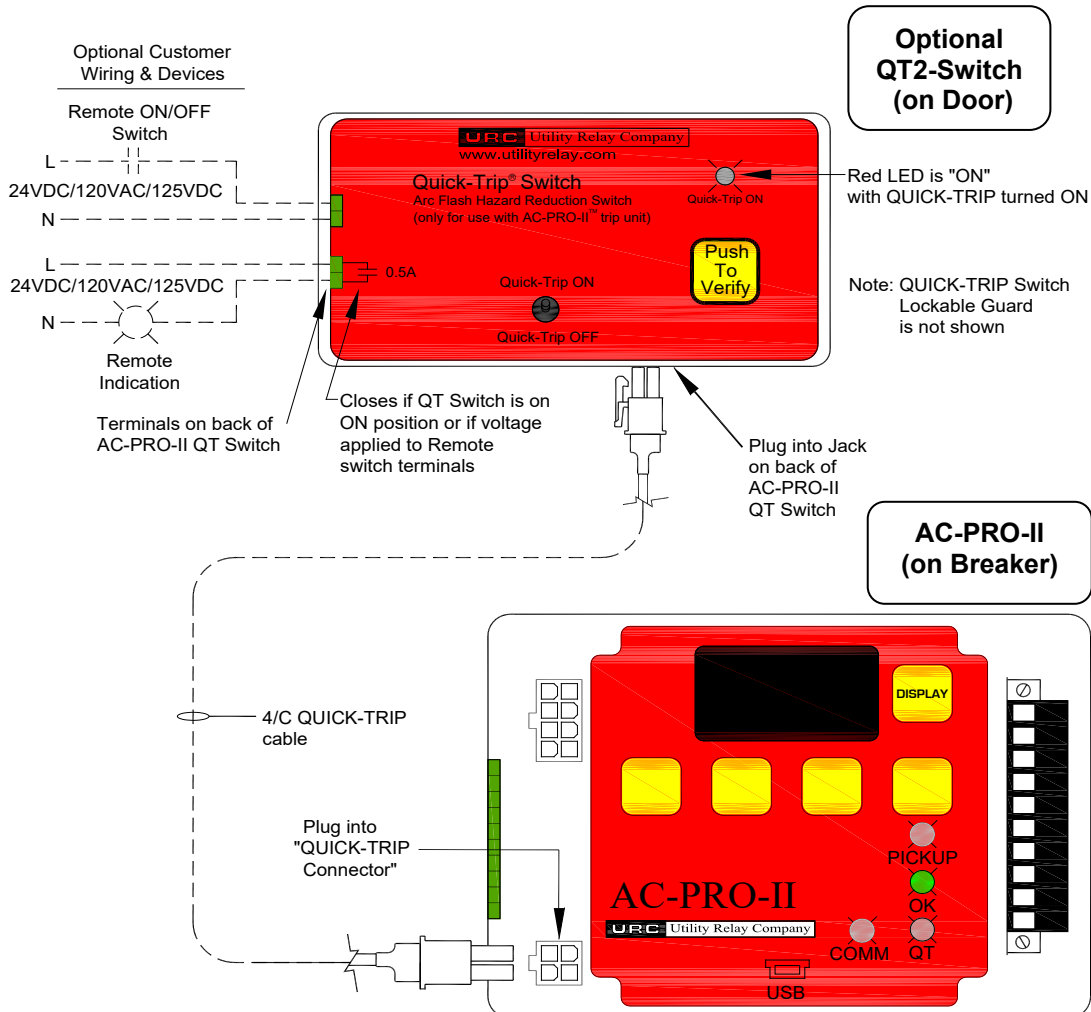 Optional Customer
Wiring & Devices
Remote ON/OFF
Switch
L
24VDC/120VAC/125VDC
N
L
24VDC/120VAC/125VDC
N
Remote
Indication
Terminals on back of
AC-PRO-II QT Switch
Closes if QT Switch is on
ON position or if voltage
applied to Remote
switch terminals
0.5A
URC Utility Relay Company
www.utilityrelay.com
Quick-Trip® Switch
Arc Flash Hazard Reduction Switch
(only for use with AC-PRO-II™ trip unit)
Quick-Trip ON
Push
To
Verify
Quick-Trip ON
Quick-Trip OFF
Optional
QT2-Switch
(on Door)
Red LED is "ON"
with QUICK-TRIP turned ON
Note: QUICK-TRIP Switch
Lockable Guard
is not shown
Plug into Jack
on back of
AC-PRO-II
QT Switch
AC-PRO-II
(on Breaker)
4/C QUICK-TRIP
cable
Plug into
"QUICK-TRIP
Connector"
DISPLAY
PICKUP
OK
AC-PRO-II
URC Utility Relay Company
COMM
QT
USB